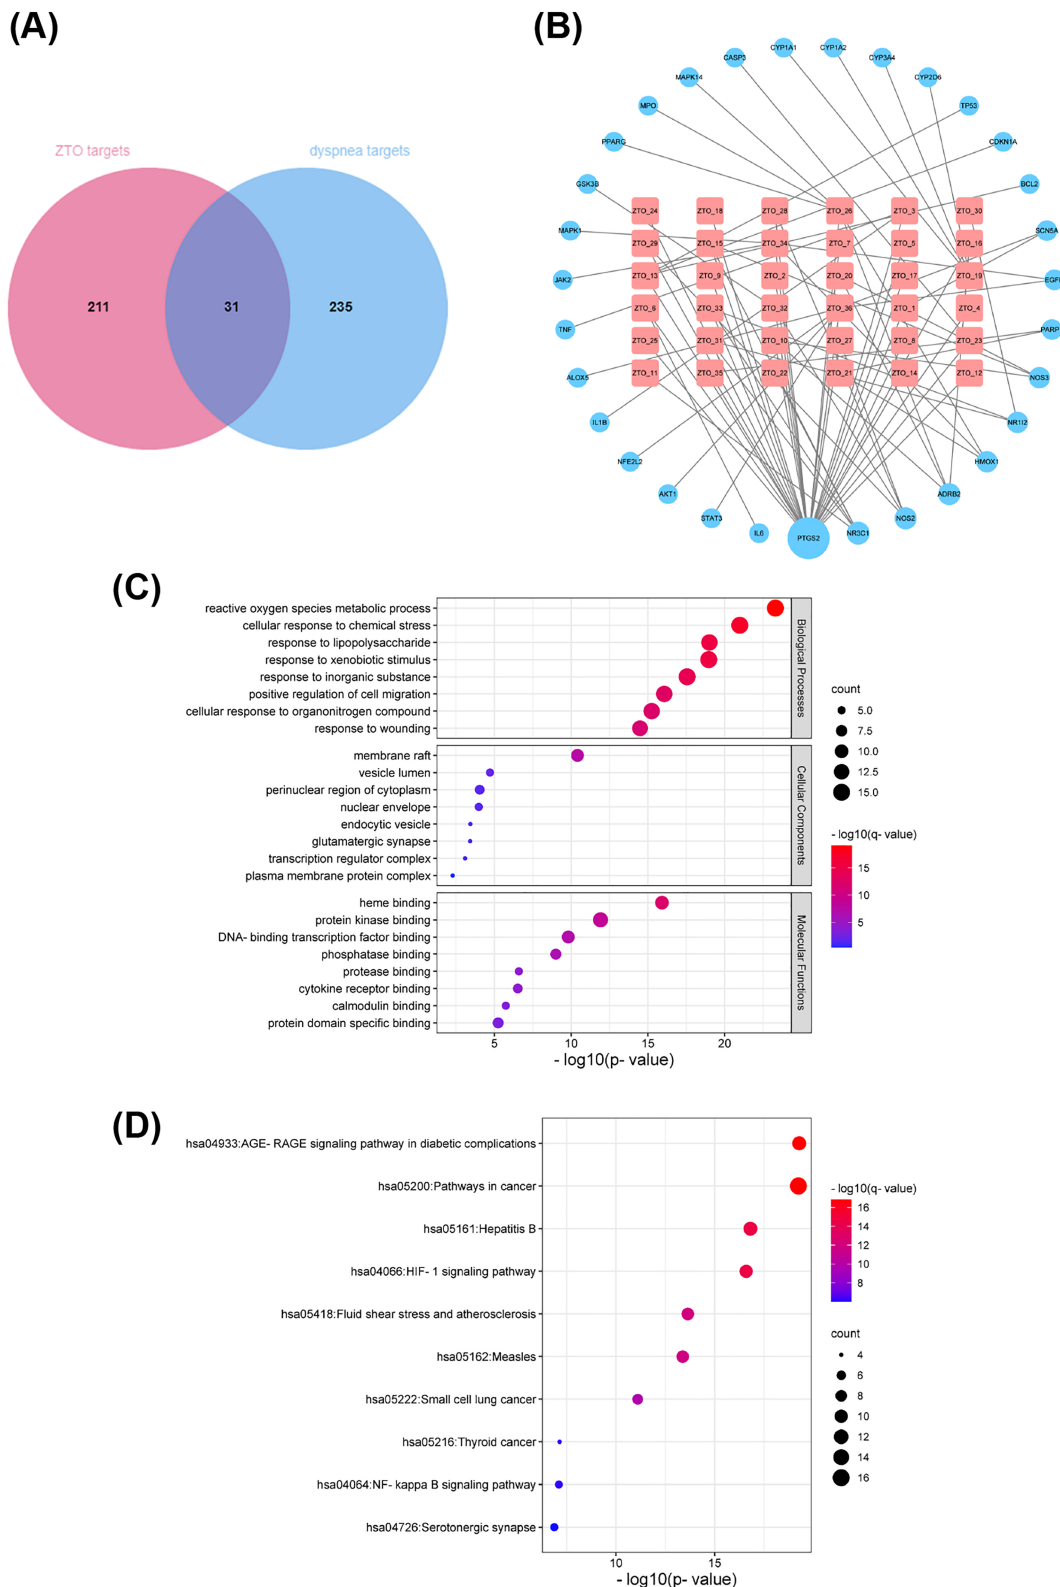 (A)
ZTO targets
dyspnea targets
211
31
235
(B)
CASP3
CYP1A1
CYP1A2
CYP3A4
MAPK14
CYP2D6
MPO
TP53
PPARG
CDKN1A
GSK3B
BCL2
MAPK1
SCN5A
JAK2
EGF
TNF
PARP
ALOX5
NOS3
IL1B
NR1I2
NFE2L2
HMOX1
AKT1
ADRB2
STAT3
NOS2
IL6
PTGS2
NR3C1
ZTO_24 ZTO_18 ZTO_28 ZTO_26 ZTO_3 ZTO_30
ZTO_29 ZTO_15 ZTO_34 ZTO_7 ZTO_5 ZTO_16
ZTO_13 ZTO_9 ZTO_2 ZTO_20 ZTO_17 ZTO_19
ZTO_6 ZTO_33 ZTO_32 ZTO_36 ZTO_1 ZTO_4
ZTO_25 ZTO_31 ZTO_10 ZTO_27 ZTO_8 ZTO_23
ZTO_11 ZTO_35 ZTO_22 ZTO_21 ZTO_14 ZTO_12
(C)
reactive oxygen species metabolic process
cellular response to chemical stress
response to lipopolysaccharide
response to xenobiotic stimulus
response to inorganic substance
positive regulation of cell migration
cellular response to organonitrogen compound
response to wounding
Biological Processes
membrane raft
vesicle lumen
perinuclear region of cytoplasm
nuclear envelope
endocytic vesicle
glutamatergic synapse
transcription regulator complex
plasma membrane protein complex
Cellular Components
heme binding
protein kinase binding
DNA- binding transcription factor binding
phosphatase binding
protease binding
cytokine receptor binding
calmodulin binding
protein domain specific binding
Molecular Functions
5 10 15 20
- log10(p- value)
count
5.0
7.5
10.0
12.5
15.0
- log10(q- value)
15
10
5
(D)
hsa04933:AGE- RAGE signaling pathway in diabetic complications
hsa05200:Pathways in cancer
hsa05161:Hepatitis B
hsa04066:HIF- 1 signaling pathway
hsa05418:Fluid shear stress and atherosclerosis
hsa05162:Measles
hsa05222:Small cell lung cancer
hsa05216:Thyroid cancer
hsa04064:NF- kappa B signaling pathway
hsa04726:Serotonergic synapse
10 15
- log10(p- value)
- log10(q- value)
16
14
12
10
8
count
4
6
8
10
12
14
16